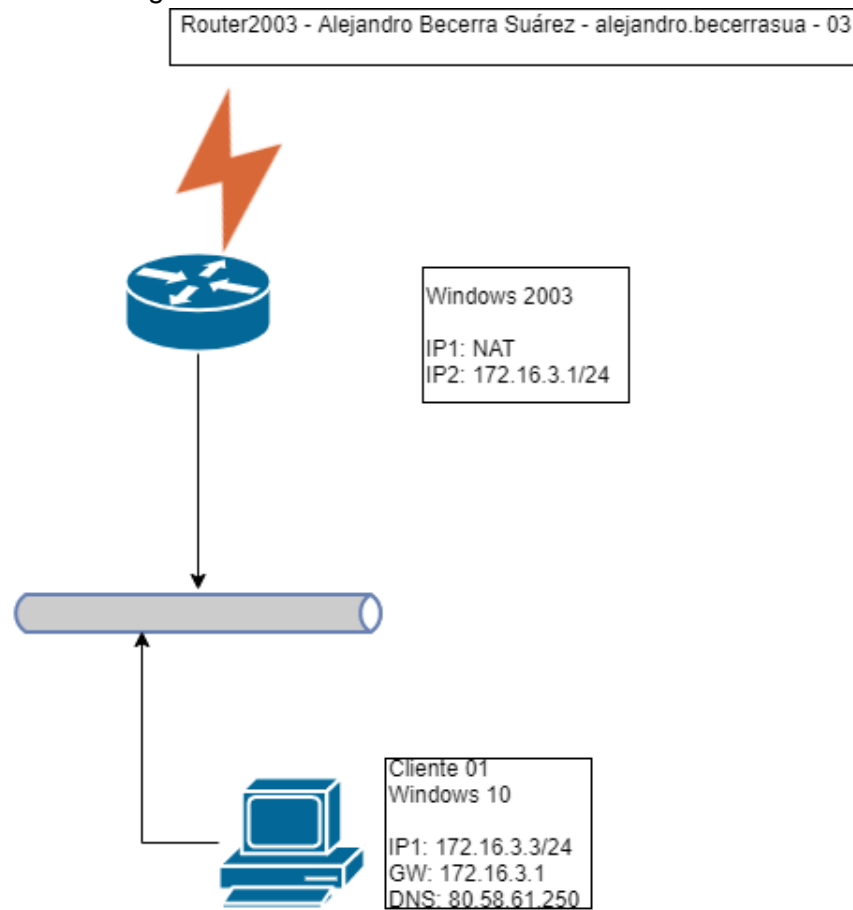 Router2003 - Alejandro Becerra Suárez - alejandro.becerrasua - 03
Windows 2003
IP1: NAT
IP2: 172.16.3.1/24
Cliente 01
Windows 10
IP1: 172.16.3.3/24
GW: 172.16.3.1
DNS: 80.58.61.250